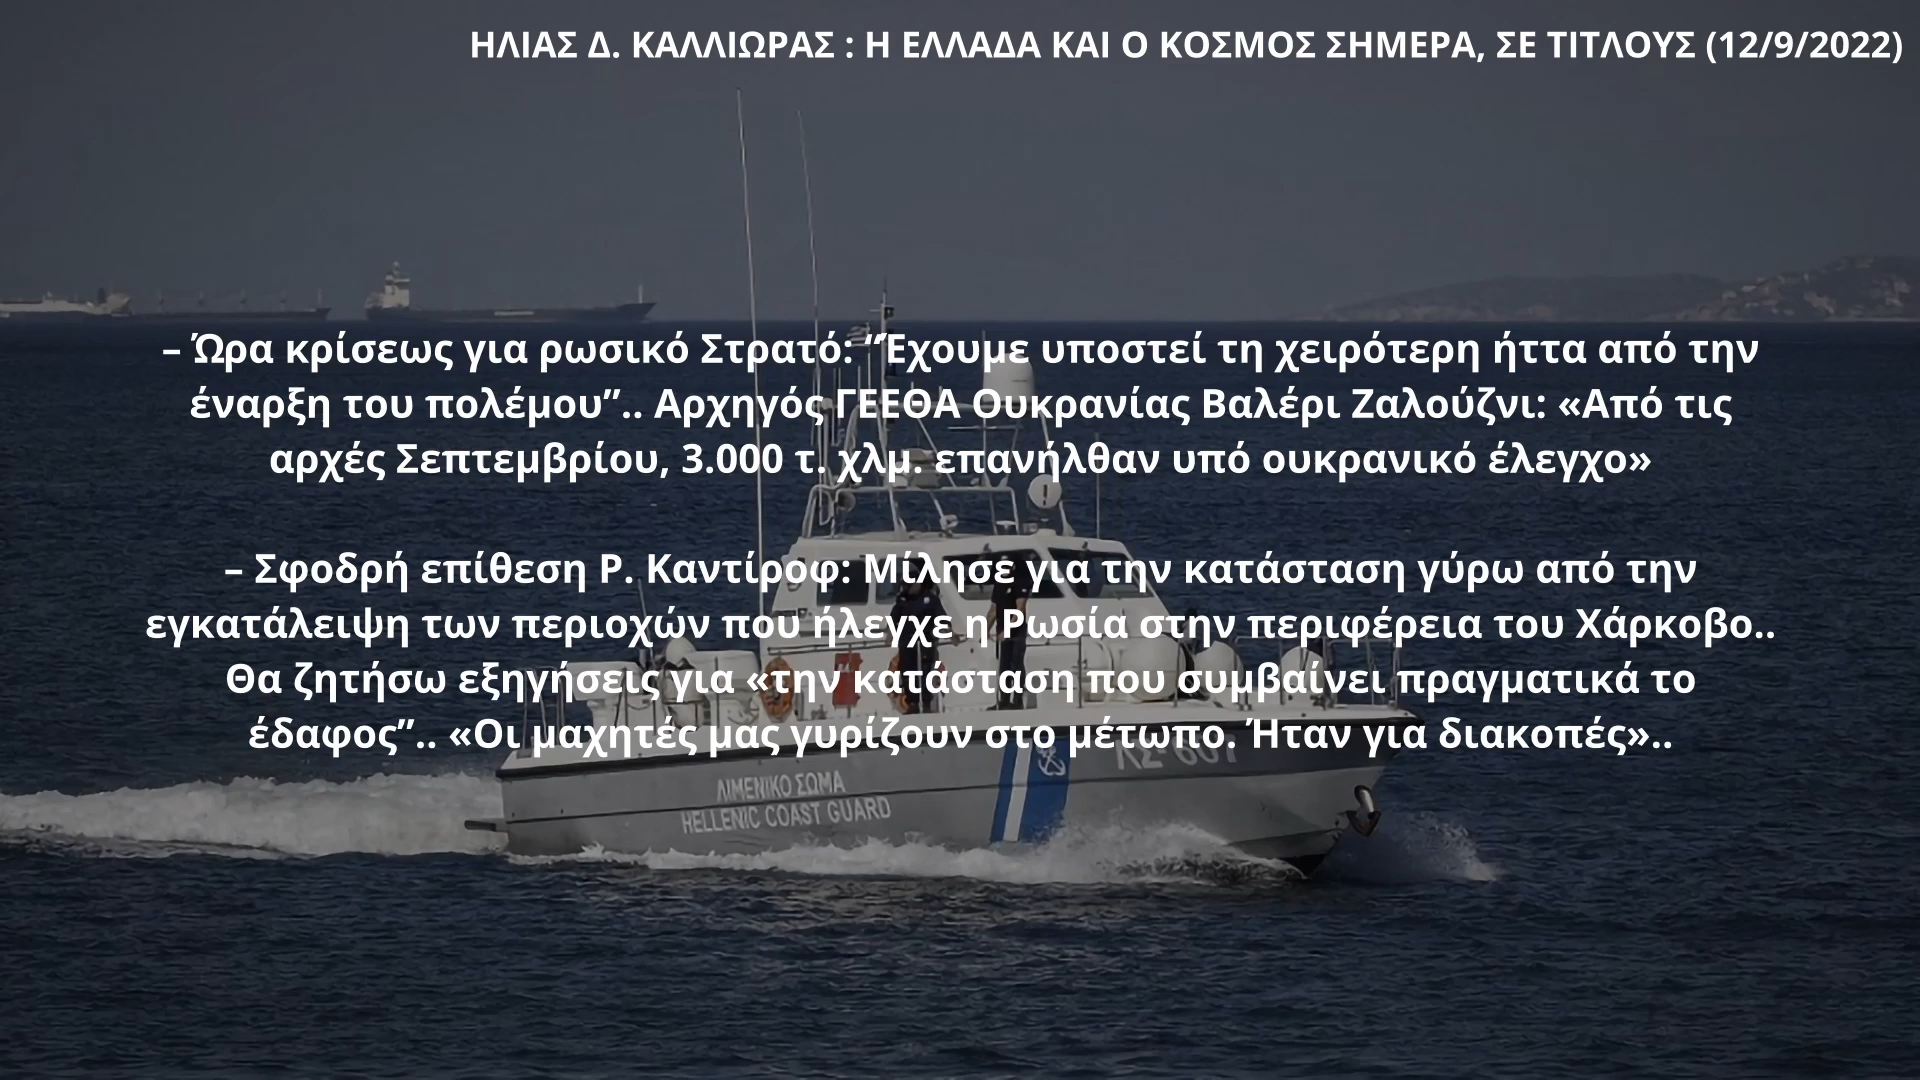 ΗΛΙΑΣ Δ. ΚΑΛΛΙΩΡΑΣ : Η ΕΛΛΑΔΑ ΚΑΙ Ο ΚΟΣΜΟΣ ΣΗΜΕΡΑ, ΣΕ ΤΙΤΛΟΥΣ (12/9/2022)
– Ώρα κρίσεως για ρωσικό Στρατό: “Έχουμε υποστεί τη χειρότερη ήττα από την
έναρξη του πολέμου”.. Αρχηγός ΓΕΕΘΑ Ουκρανίας Βαλέρι Ζαλούζνι: «Από τις
αρχές Σεπτεμβρίου, 3.000 τ. χλμ. επανήλθαν υπό ουκρανικό έλεγχο»
– Σφοδρή επίθεση Ρ. Καντίροφ: Μίλησε για την κατάσταση γύρω από την
εγκατάλειψη των περιοχών που ήλεγχε η Ρωσία στην περιφέρεια του Χάρκοβο..
Θα ζητήσω εξηγήσεις για «την κατάσταση που συμβαίνει πραγματικά το
έδαφος”.. «Οι μαχητές μας γυρίζουν στο μέτωπο. Ήταν για διακοπές»..
ΛΙΜΕΝΙΚΟ ΣΩΜΑ
HELLENIC COAST GUARD